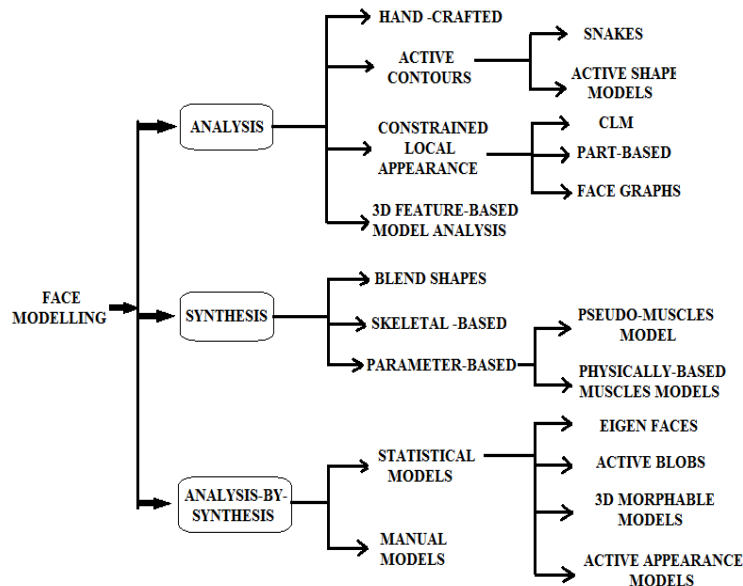 HAND -CRAFTED
ACTIVE
CONTOURS
SNAKES
ACTIVE SHAPE
MODELS
ANALYSIS
CONSTRAINED
LOCAL
APPEARANCE
CLM
PART-BASED
FACE GRAPHS
3D FEATURE-BASED
MODEL ANALYSIS
FACE
MODELLING
SYNTHESIS
BLEND SHAPES
SKELETAL -BASED
PARAMETER-BASED
PSEUDO-MUSCLES
MODEL
PHYSICALLY-BASED
MUSCLES MODELS
ANALYSIS-BY-
SYNTHESIS
STATISTICAL
MODELS
EIGEN FACES
ACTIVE BLOBS
3D MORPHABLE
MODELS
ACTIVE APPEARANCE
MODELS
MANUAL
MODELS